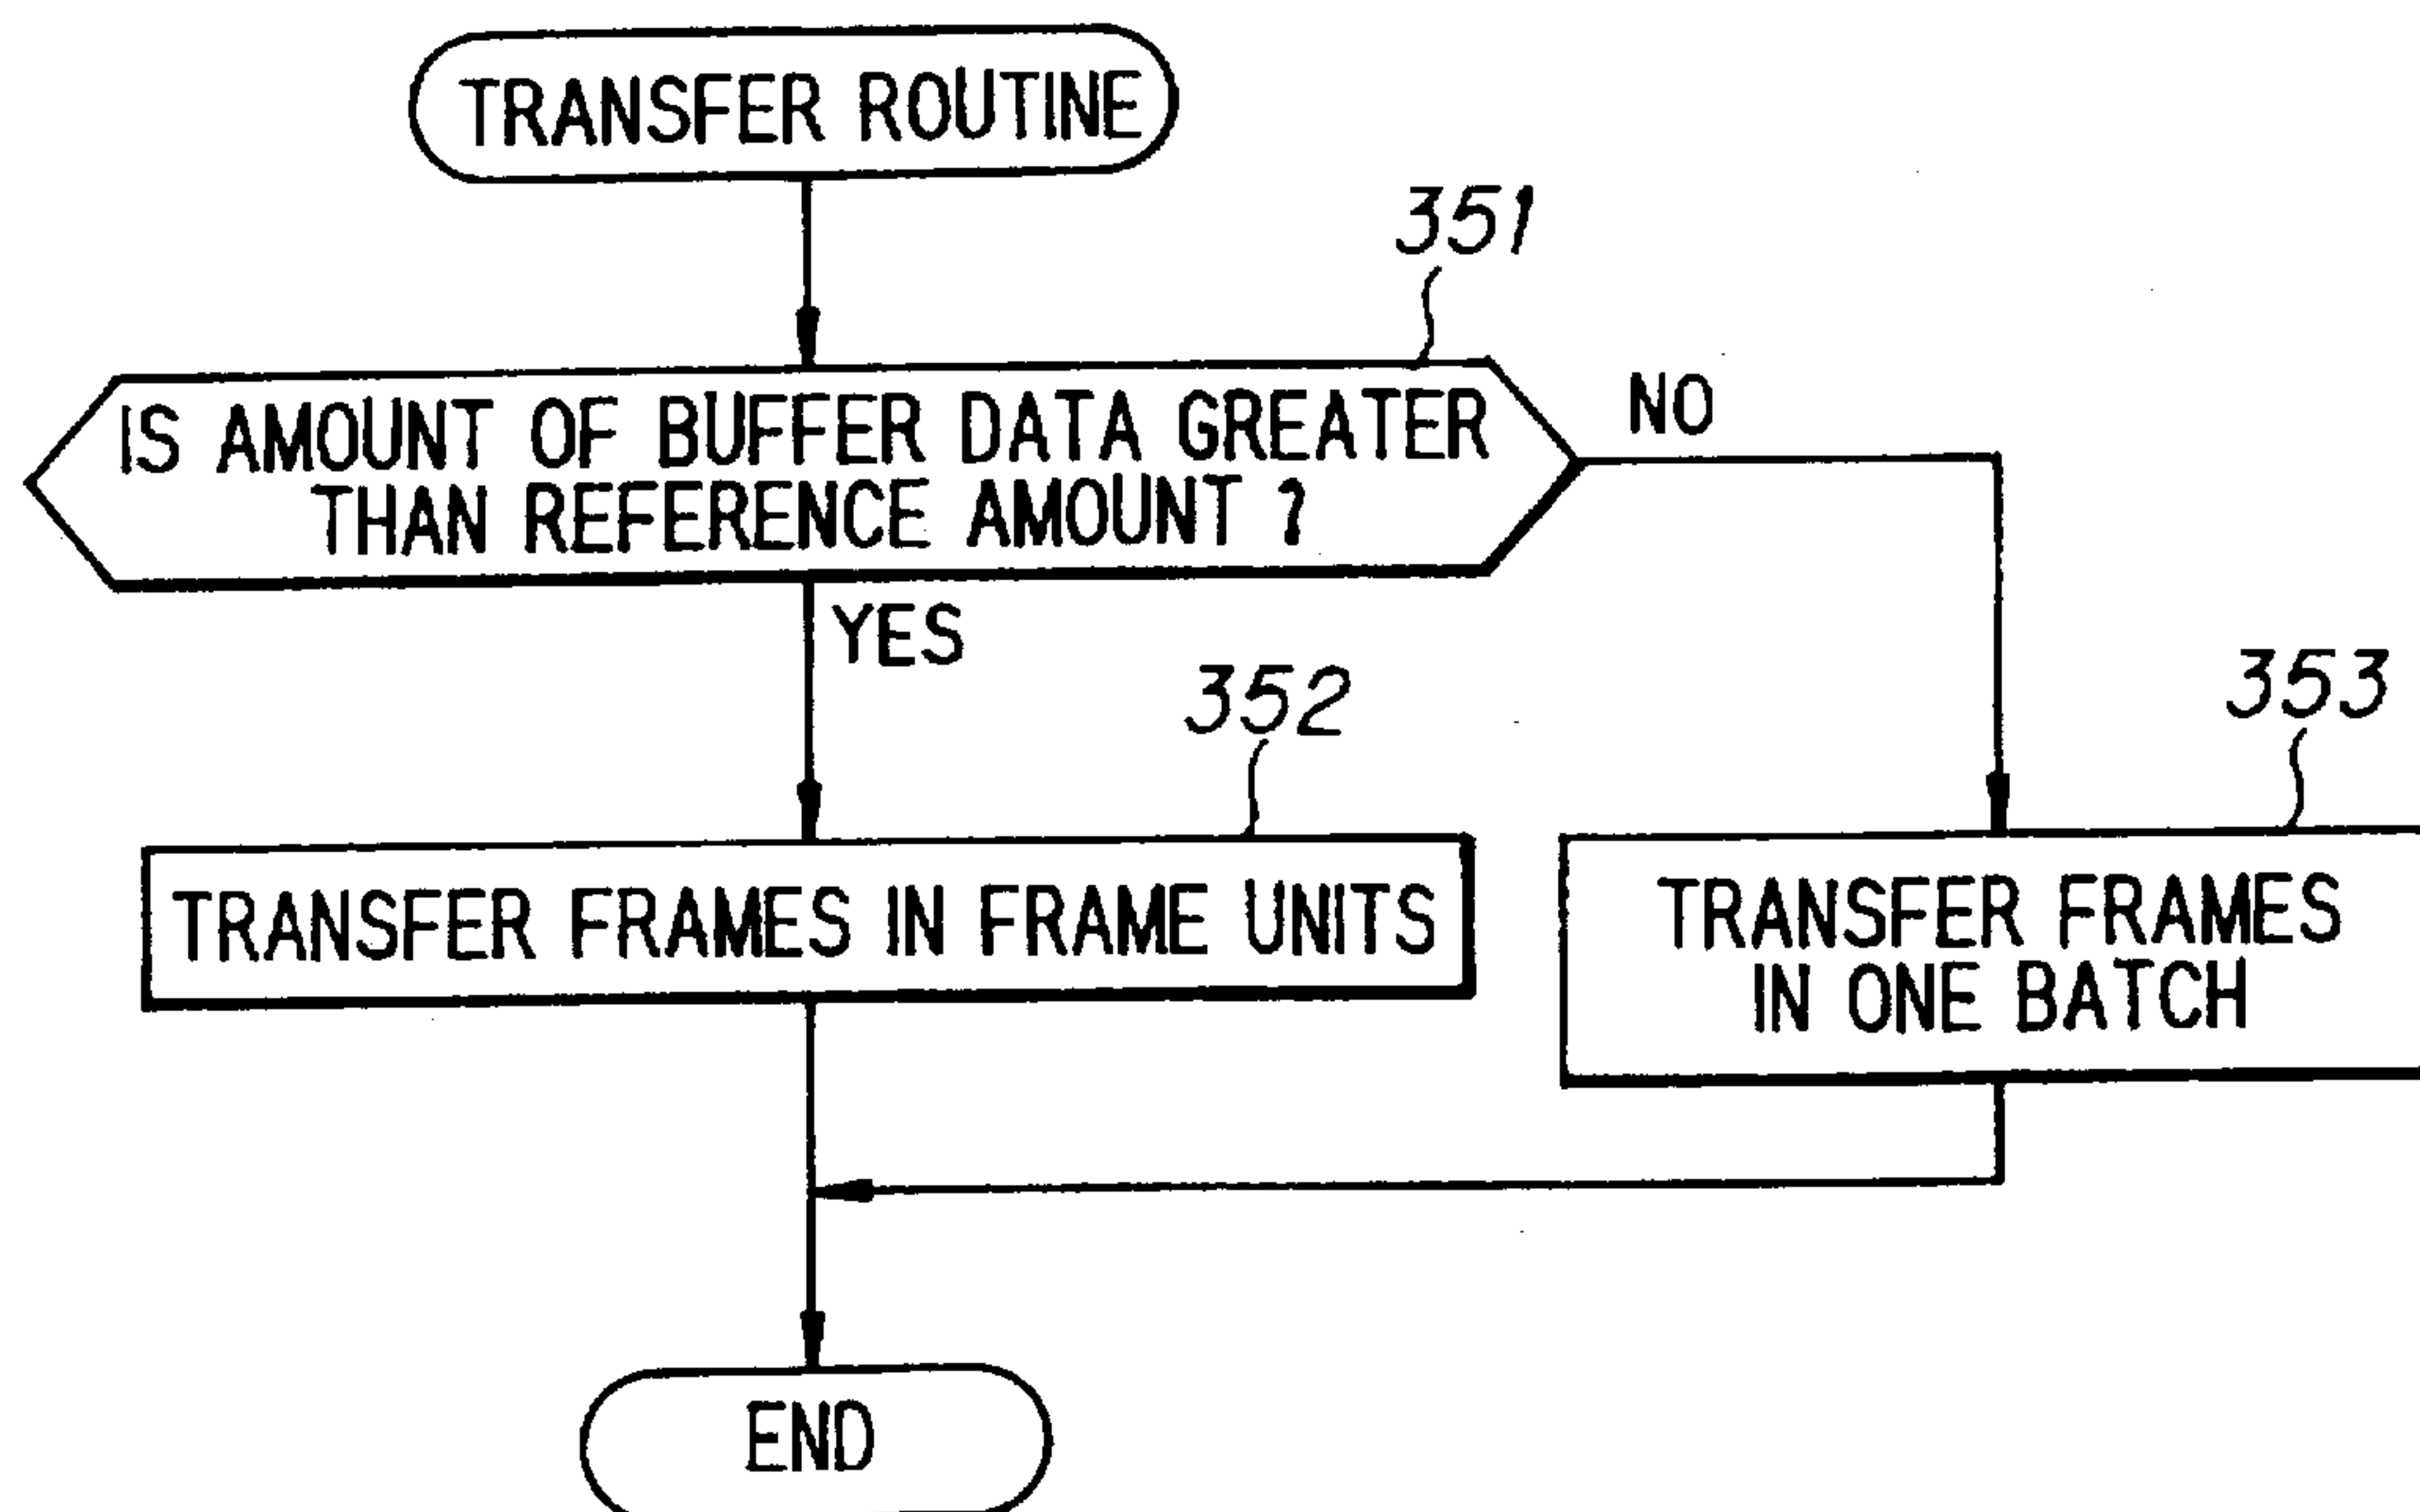 TRANSFER ROUTINE
351
IS AMOUNT OF BUFFER DATA GREATER
THAN REFERENCE AMOUNT ?
NO
YES
352
353
TRANSFER FRAMES IN FRAME UNITS
TRANSFER FRAMES
IN ONE BATCH
END